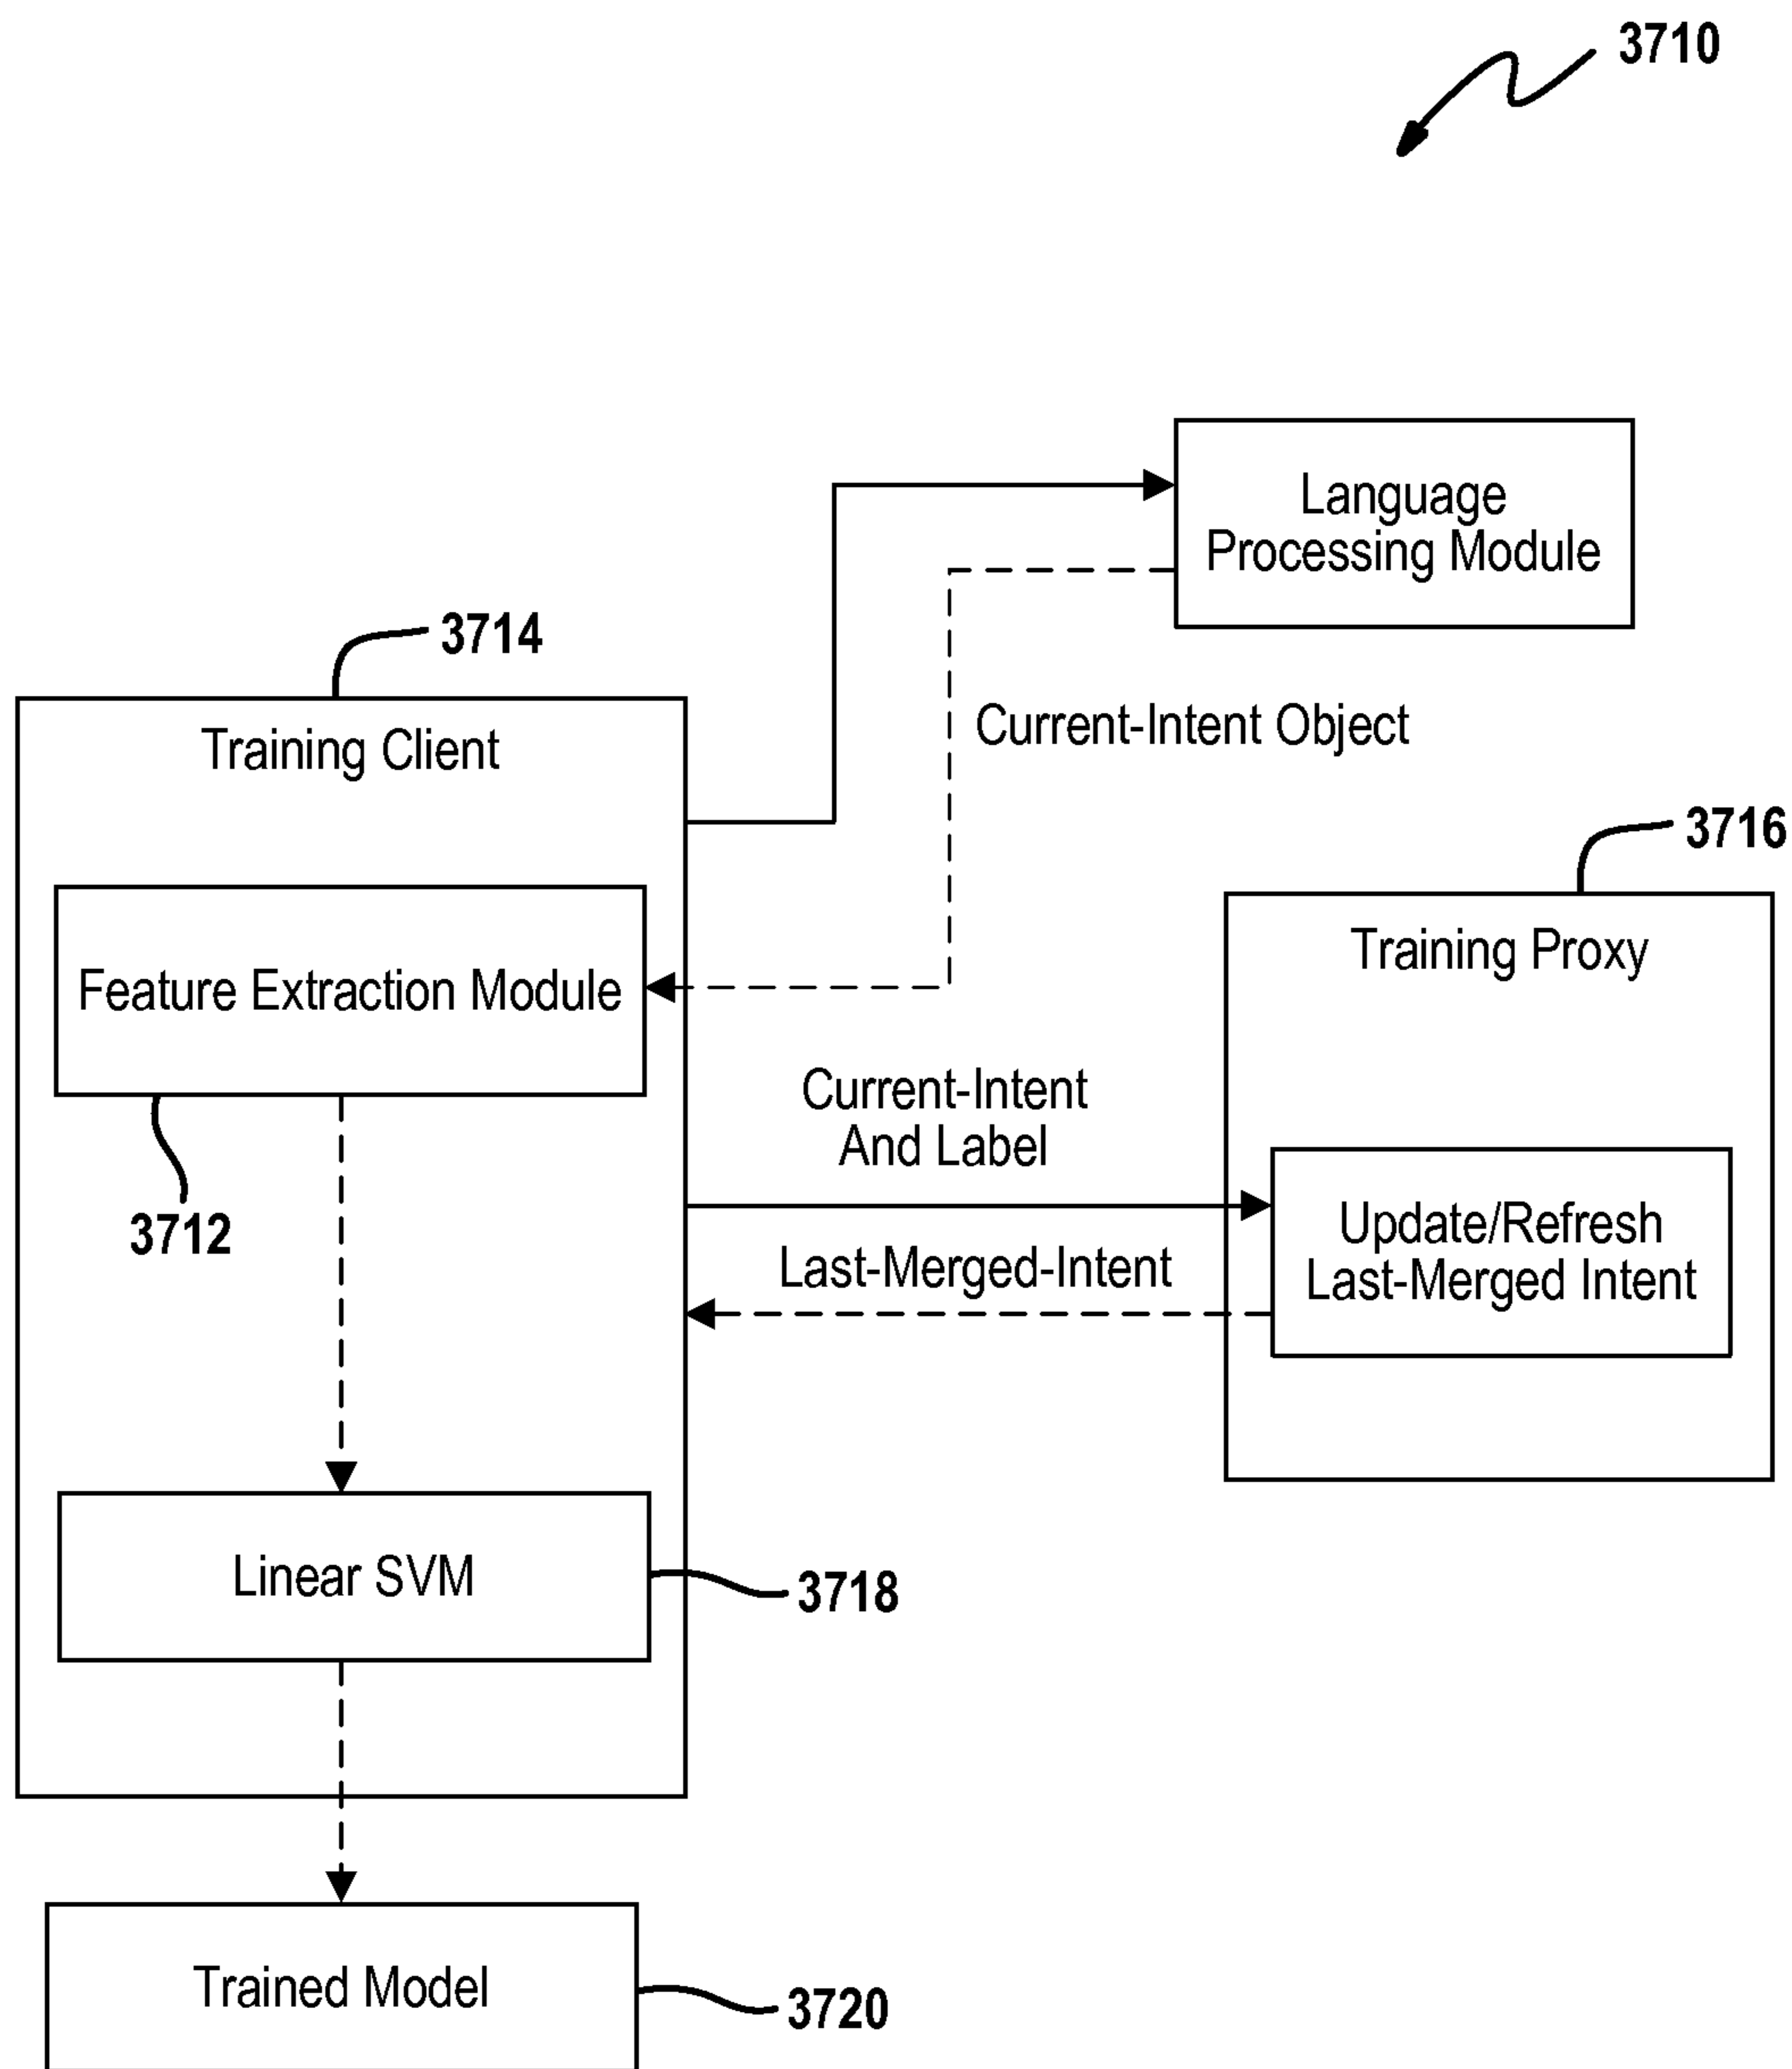 3710
Language
Processing Module
3714
Training Client
Current-Intent Object
3716
Training Proxy
Feature Extraction Module
Current-Intent
And Label
3712
Update/Refresh
Last-Merged Intent
Last-Merged-Intent
Linear SVM
3718
Trained Model
3720